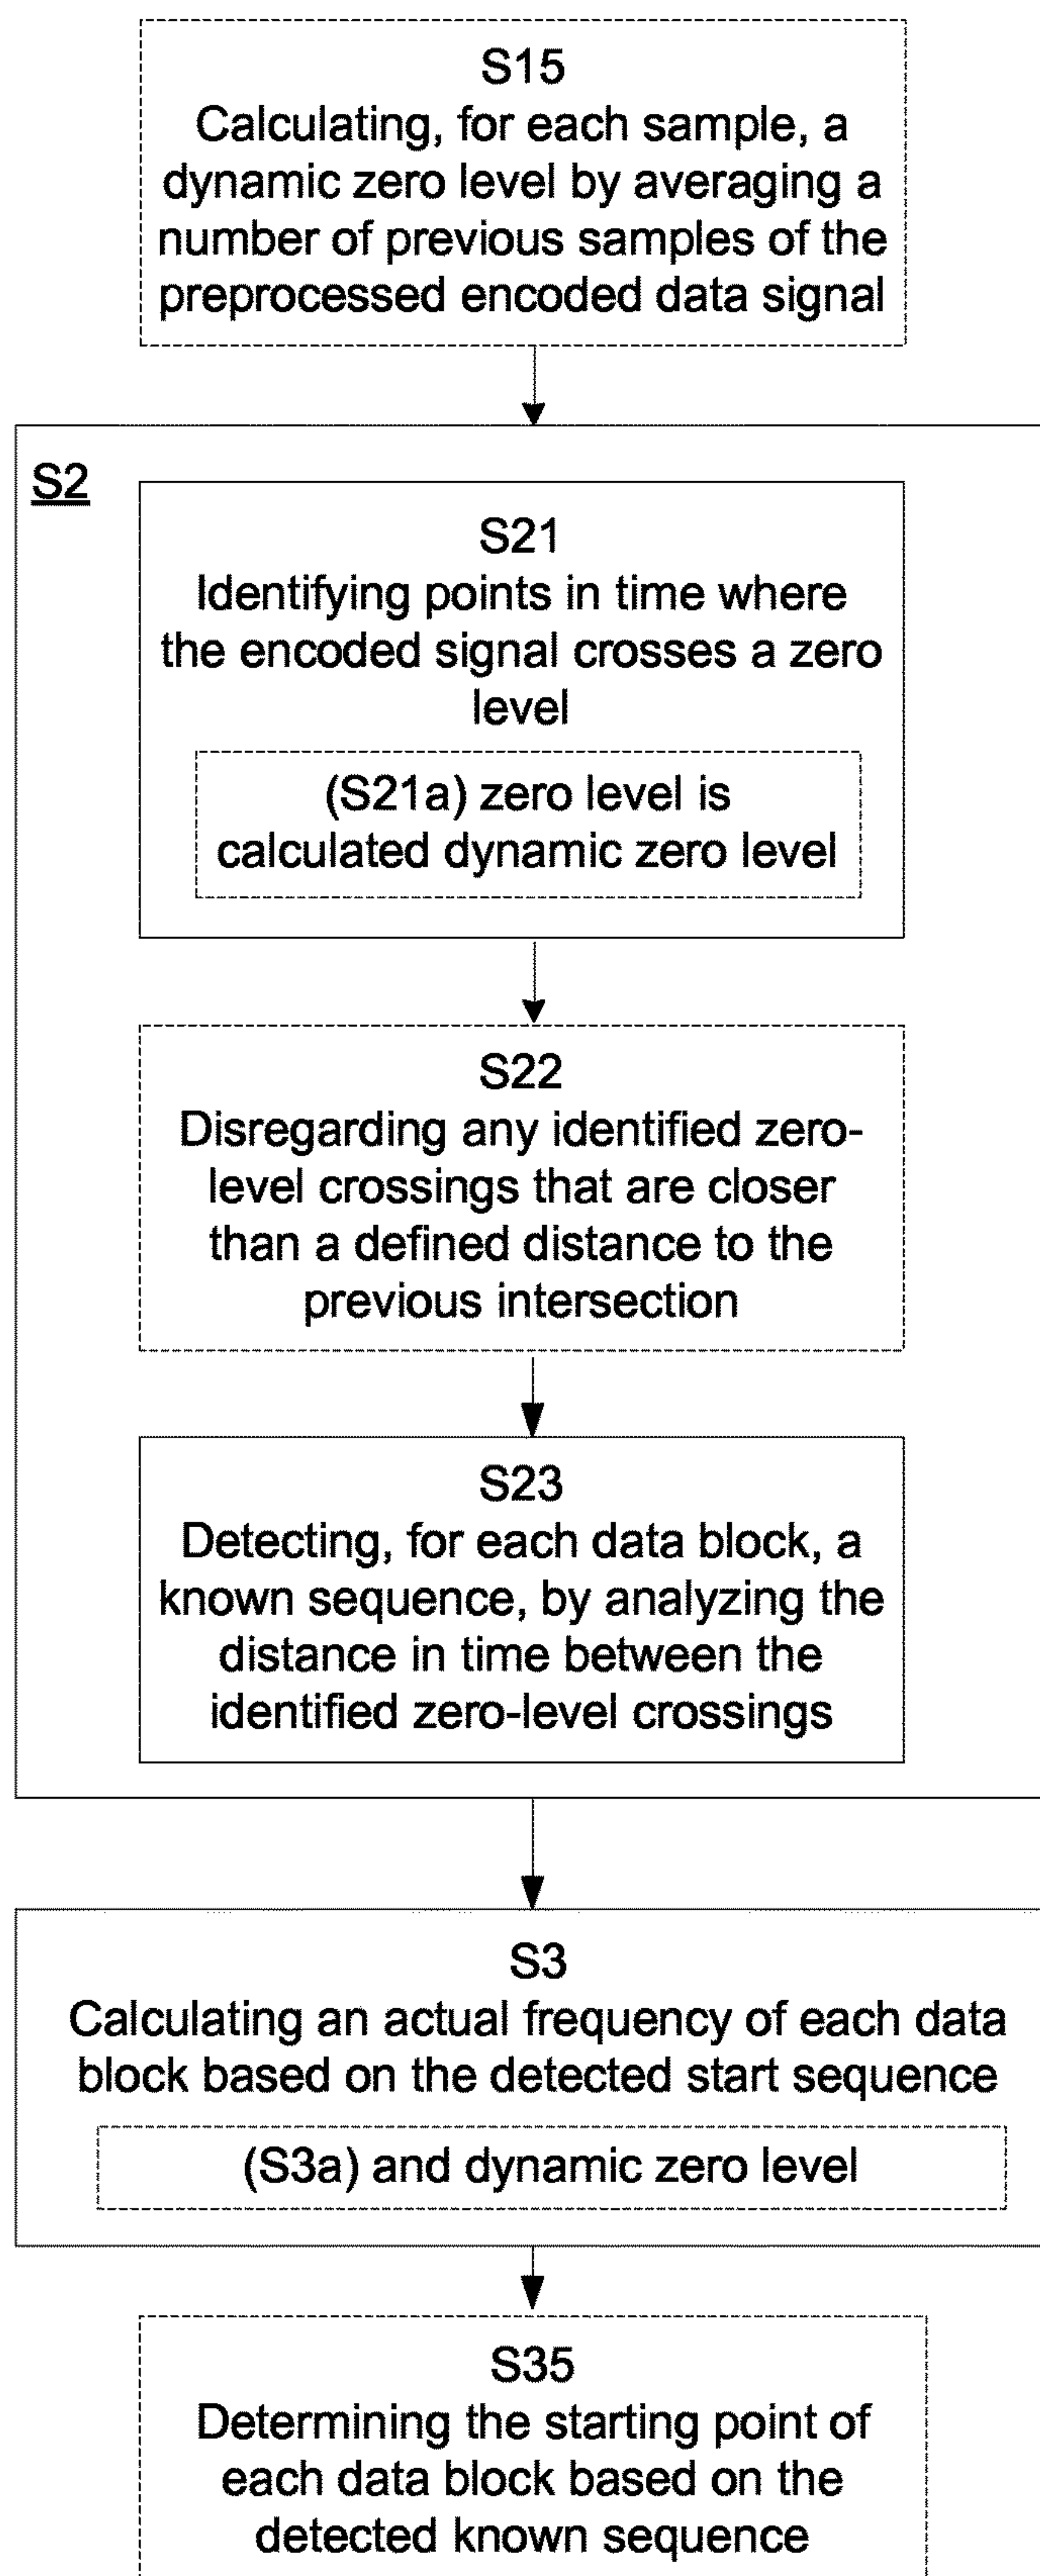 S15
Calculating, for each sample, a
dynamic zero level by averaging a
number of previous samples of the
preprocessed encoded data signal
S2
S21
Identifying points in time where
the encoded signal crosses a zero
level
(S21a) zero level is
calculated dynamic zero level
S22
Disregarding any identified zero-
level crossings that are closer
than a defined distance to the
previous intersection
S23
Detecting, for each data block, a
known sequence, by analyzing the
distance in time between the
identified zero-level crossings
S3
Calculating an actual frequency of each data
block based on the detected start sequence
(S3a) and dynamic zero level
S35
Determining the starting point of
each data block based on the
detected known sequence